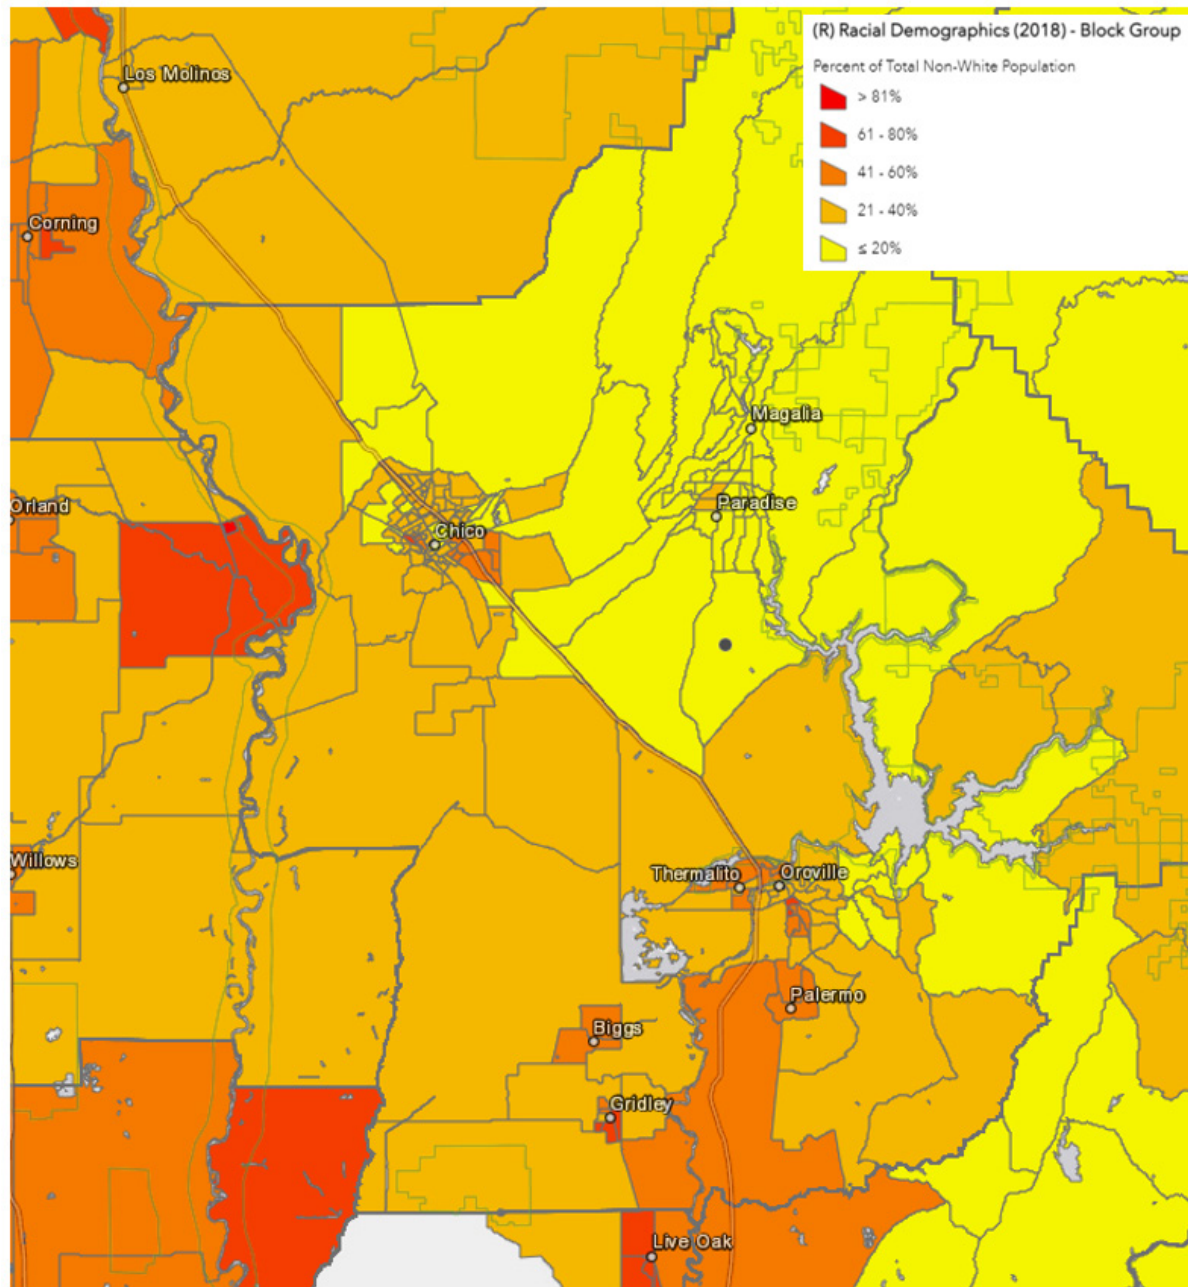 (R) Racial Demographics (2018) - Block Group
Percent of Total Non-White Population
> 81%
61 - 80%
41 - 60%
21 - 40%
≤ 20%
Los Molinos
Corning
Magalia
Orland
Paradise
Chico
Willows
Thermalito
Oroville
Palermo
Biggs
Gridley
Live Oak